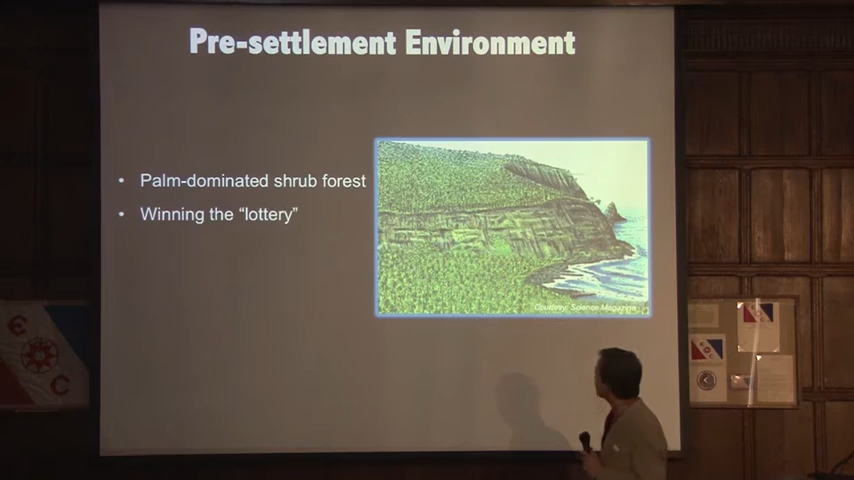 Pre-settlement Environment
• Palm-dominated shrub forest
• Winning the “lottery”
Courtesy: Science Magazine
E
C